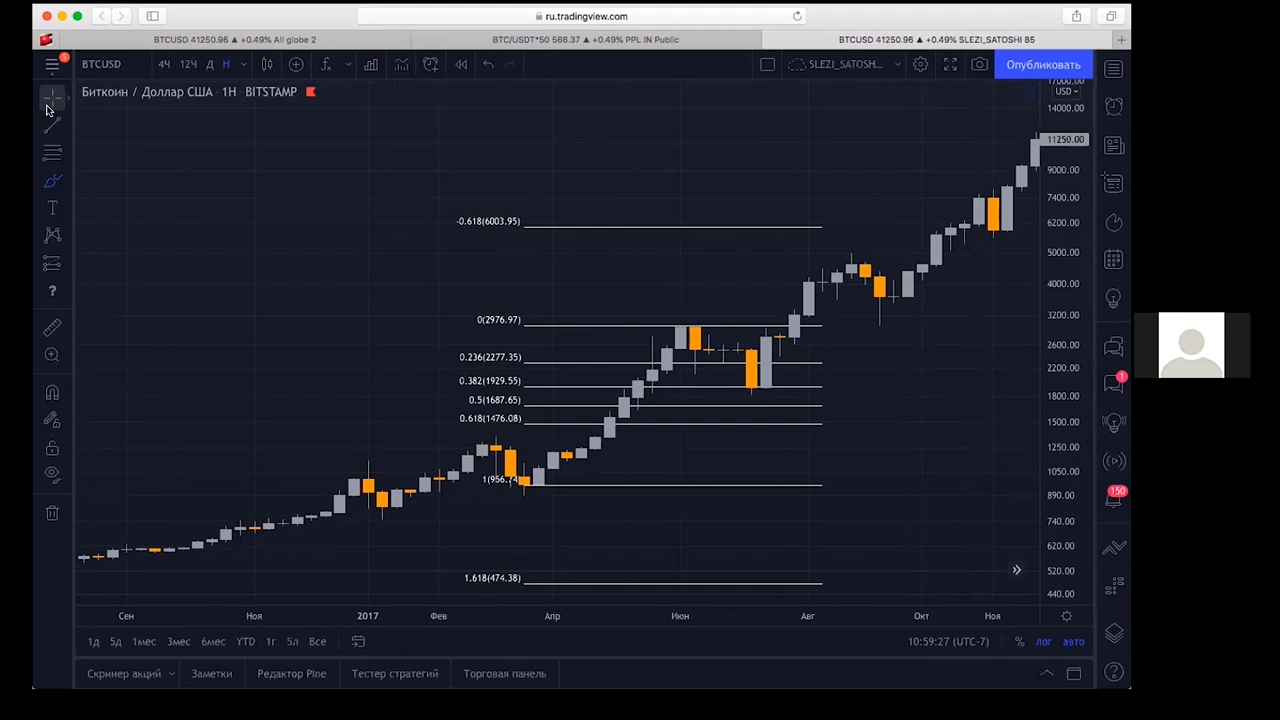 ru.tradingview.com
BTCUSD 41250.96 ▲ +0.49% All globe 2
BTC/USDT*50 566.37 ▲ +0.49% PPL IN Public
BTCUSD 41250.96 ▲ +0.49% SLEZI_SATOSHI 85
5
BTCUSD
4Ч 12Ч Д Н
SLEZI_SATOSH...
Опубликовать
Биткоин / Доллар США · 1Н · BITSTAMP
USD
17000.00
14000.00
11250.00
9000.00
7400.00
6200.00
5000.00
4000.00
3200.00
2600.00
2200.00
1800.00
1500.00
1250.00
1050.00
890.00
740.00
620.00
520.00
440.00
-0.618(6003.95)
0(2976.97)
0.236(2277.35)
0.382(1929.55)
0.5(1687.65)
0.618(1476.08)
1(956.74)
1.618(474.38)
T
?
1
150
Сен Ноя 2017 Фев Апр Июн Авг Окт Ноя
1д 5д 1мес 3мес 6мес YTD 1г 5л Все
10:59:27 (UTC-7) % лог авто
Скринер акций Заметки Редактор Pine Тестер стратегий Торговая панель